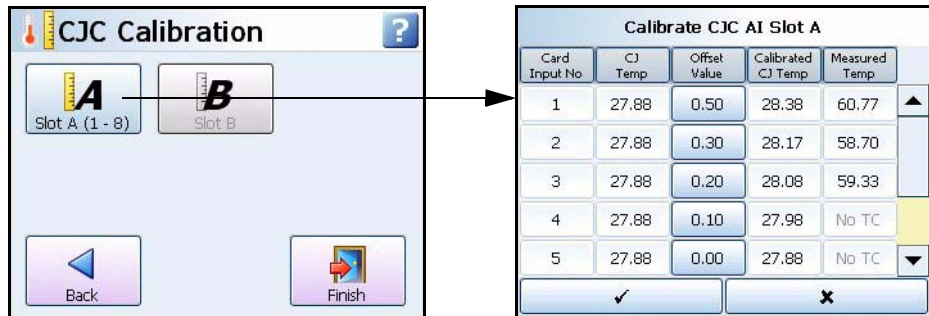 CJC Calibration
?
A
Slot A (1 - 8)
B
Slot B
Back
Finish
Calibrate CJC AI Slot A
Card Input No CJ Temp Offset Value Calibrated CJ Temp Measured Temp
1 27.88 0.50 28.38 60.77
2 27.88 0.30 28.17 58.70
3 27.88 0.20 28.08 59.33
4 27.88 0.10 27.98 No TC
5 27.88 0.00 27.88 No TC